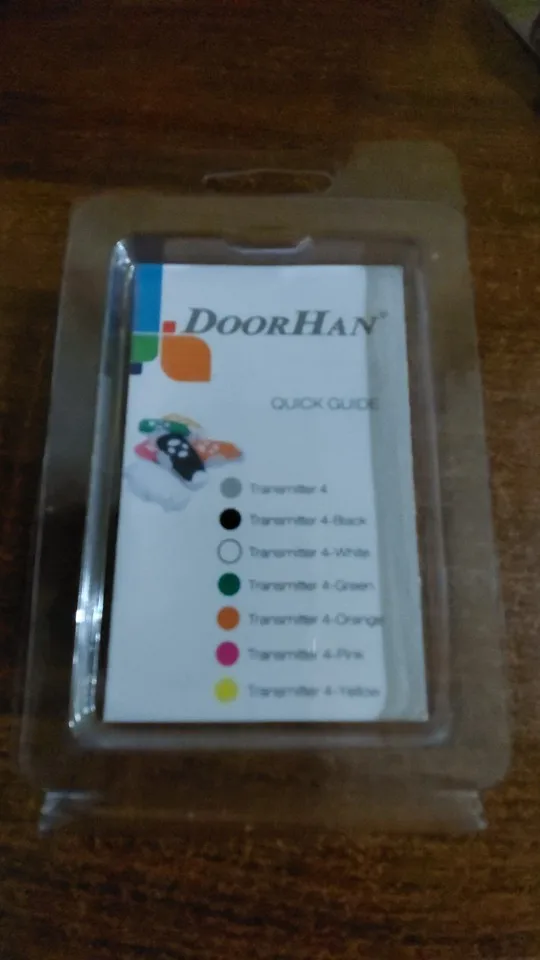 DOORHAN®
QUICK GUIDE
Transmitter 4
Transmitter 4-Black
Transmitter 4-White
Transmitter 4-Green
Transmitter 4-Orange
Transmitter 4-Pink
Transmitter 4-Yellow